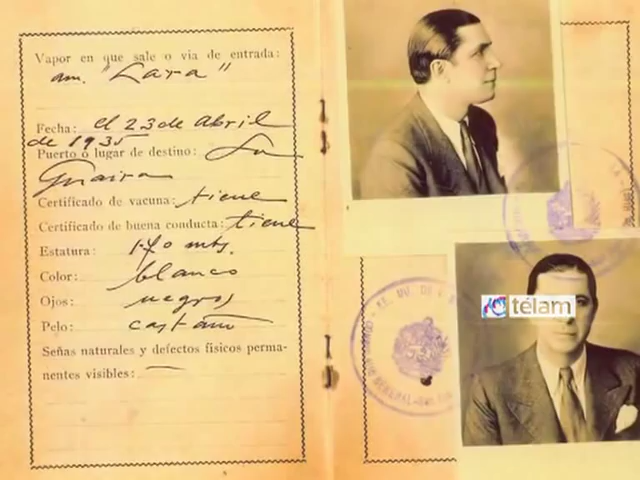 Vapor en que sale o vía de entrada:
am. "Lara"
Fecha: el 23 de abril
de 1935
Puerto o lugar de destino: La
Guaira
Certificado de vacuna: tiene
Certificado de buena conducta: tiene
Estatura: 1.70 mts.
Color: blanco
Ojos: negros
Pelo: castaño
Señas naturales y defectos físicos perma-
nentes visibles: —
télam